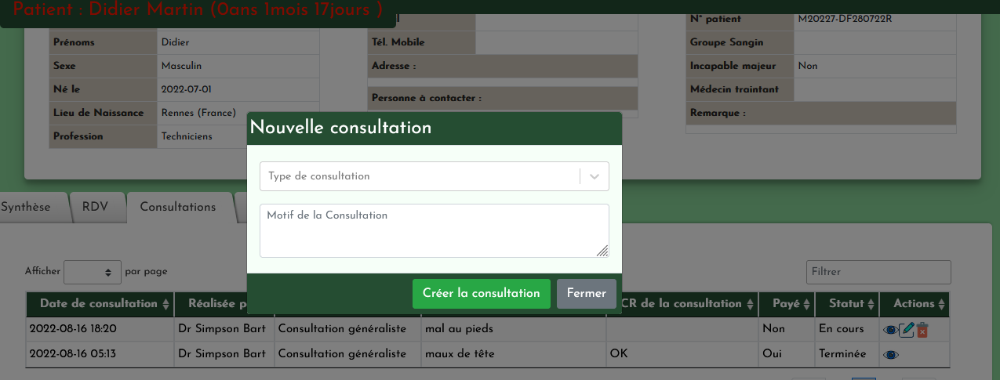 Patient : Didier Martin (0ans 1mois 17jours )
N° patient M20227-DF280722R
Prénoms Didier
Tél. Mobile
Groupe Sangin
Sexe Masculin
Adresse :
Incapable majeur Non
Né le 2022-07-01
Médecin traintant
Personne à contacter :
Lieu de Naissance Rennes (France)
Remarque :
Profession Techniciens
Nouvelle consultation
Type de consultation
Motif de la Consultation
Créer la consultation Fermer
Synthèse RDV Consultations
Afficher par page
Filtrer
Date de consultation Réalisée CR de la consultation Payé Statut Actions
2022-08-16 18:20 Dr Simpson Bart Consultation généraliste mal au pieds Non En cours
2022-08-16 05:13 Dr Simpson Bart Consultation généraliste maux de tête OK Oui Terminée